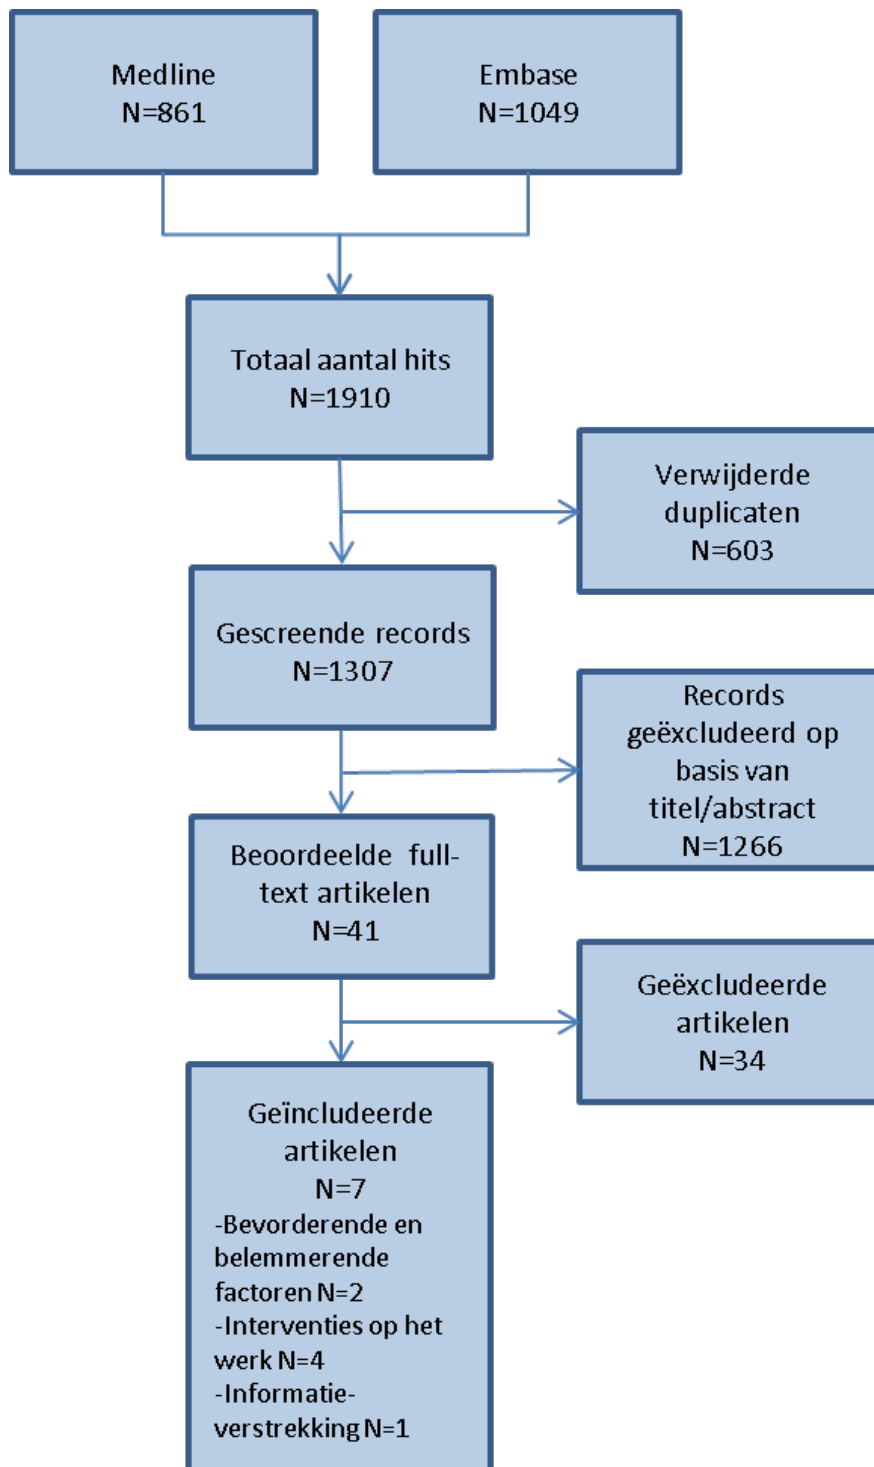 Medline
N=861
Embase
N=1049
Totaal aantal hits
N=1910
Verwijderde
duplicaten
N=603
Gescreende records
N=1307
Records
geëxcludeerd op
basis van
titel/abstract
N=1266
Beoordeelde full-
text artikelen
N=41
Geëxcludeerde
artikelen
N=34
Geïncludeerde
artikelen
N=7
-Bevorderende en
belemmerende
factoren N=2
-Interventies op het
werk N=4
-Informatie-
verstrekking N=1